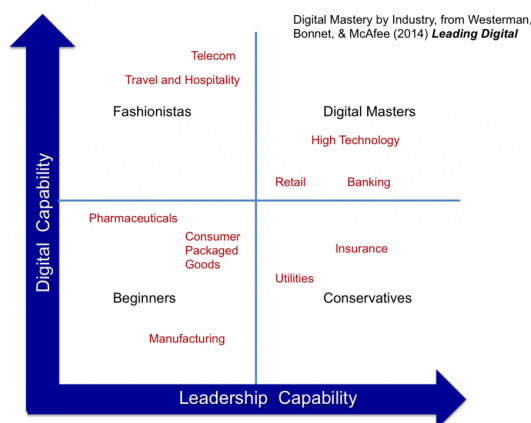 Digital Mastery by Industry, from Westerman,
Bonnet, & McAfee (2014) Leading Digital
Telecom
Travel and Hospitality
Fashionistas
Digital Masters
High Technology
Retail
Banking
Pharmaceuticals
Consumer
Packaged
Goods
Insurance
Utilities
Beginners
Conservatives
Manufacturing
Digital Capability
Leadership Capability